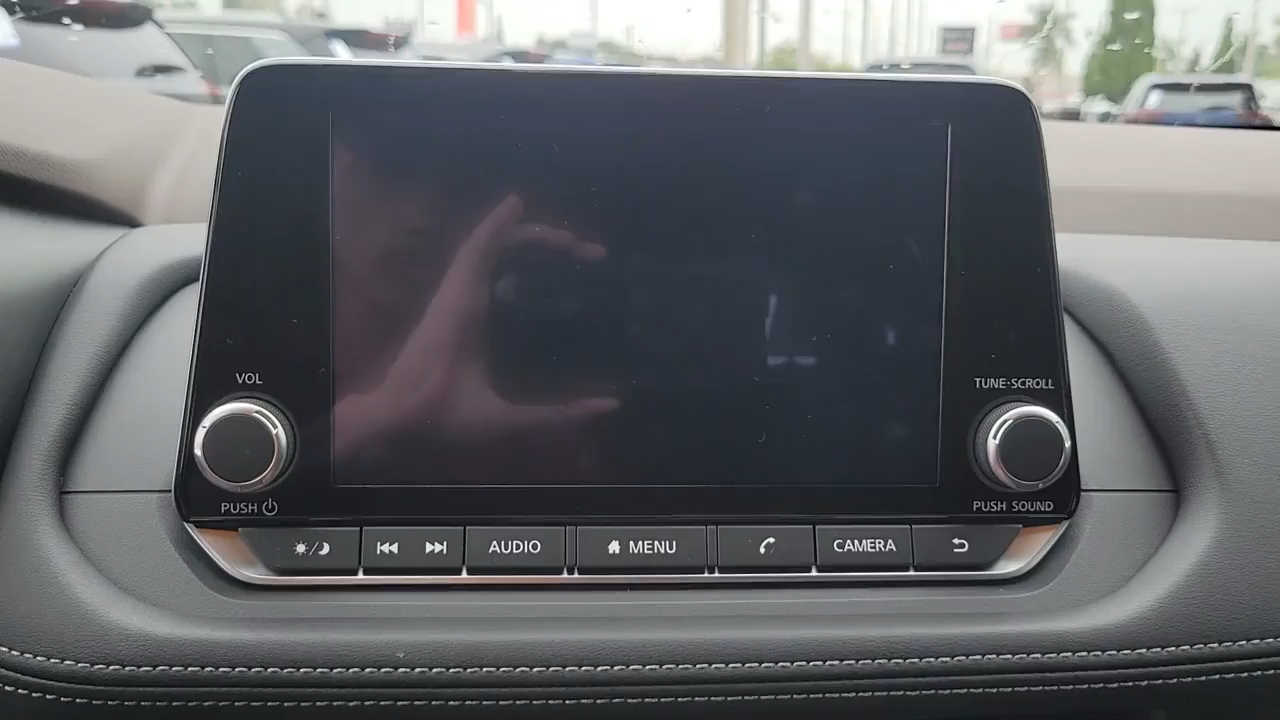 VOL
TUNE·SCROLL
PUSH
PUSH SOUND
AUDIO
MENU
CAMERA